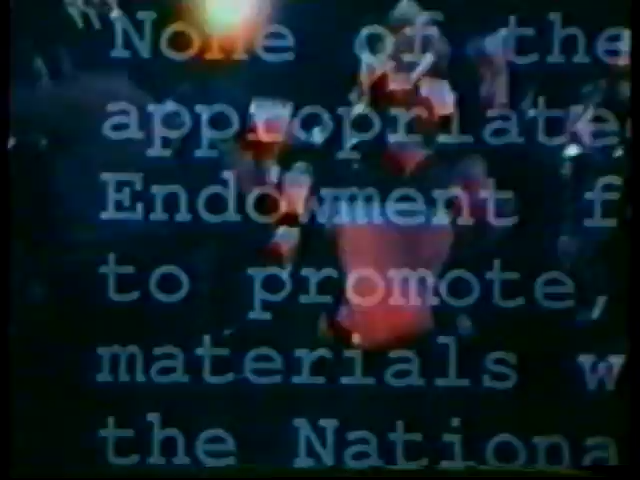 None of the
appropriate
Endowment f
to promote,
materials w
the Nationa